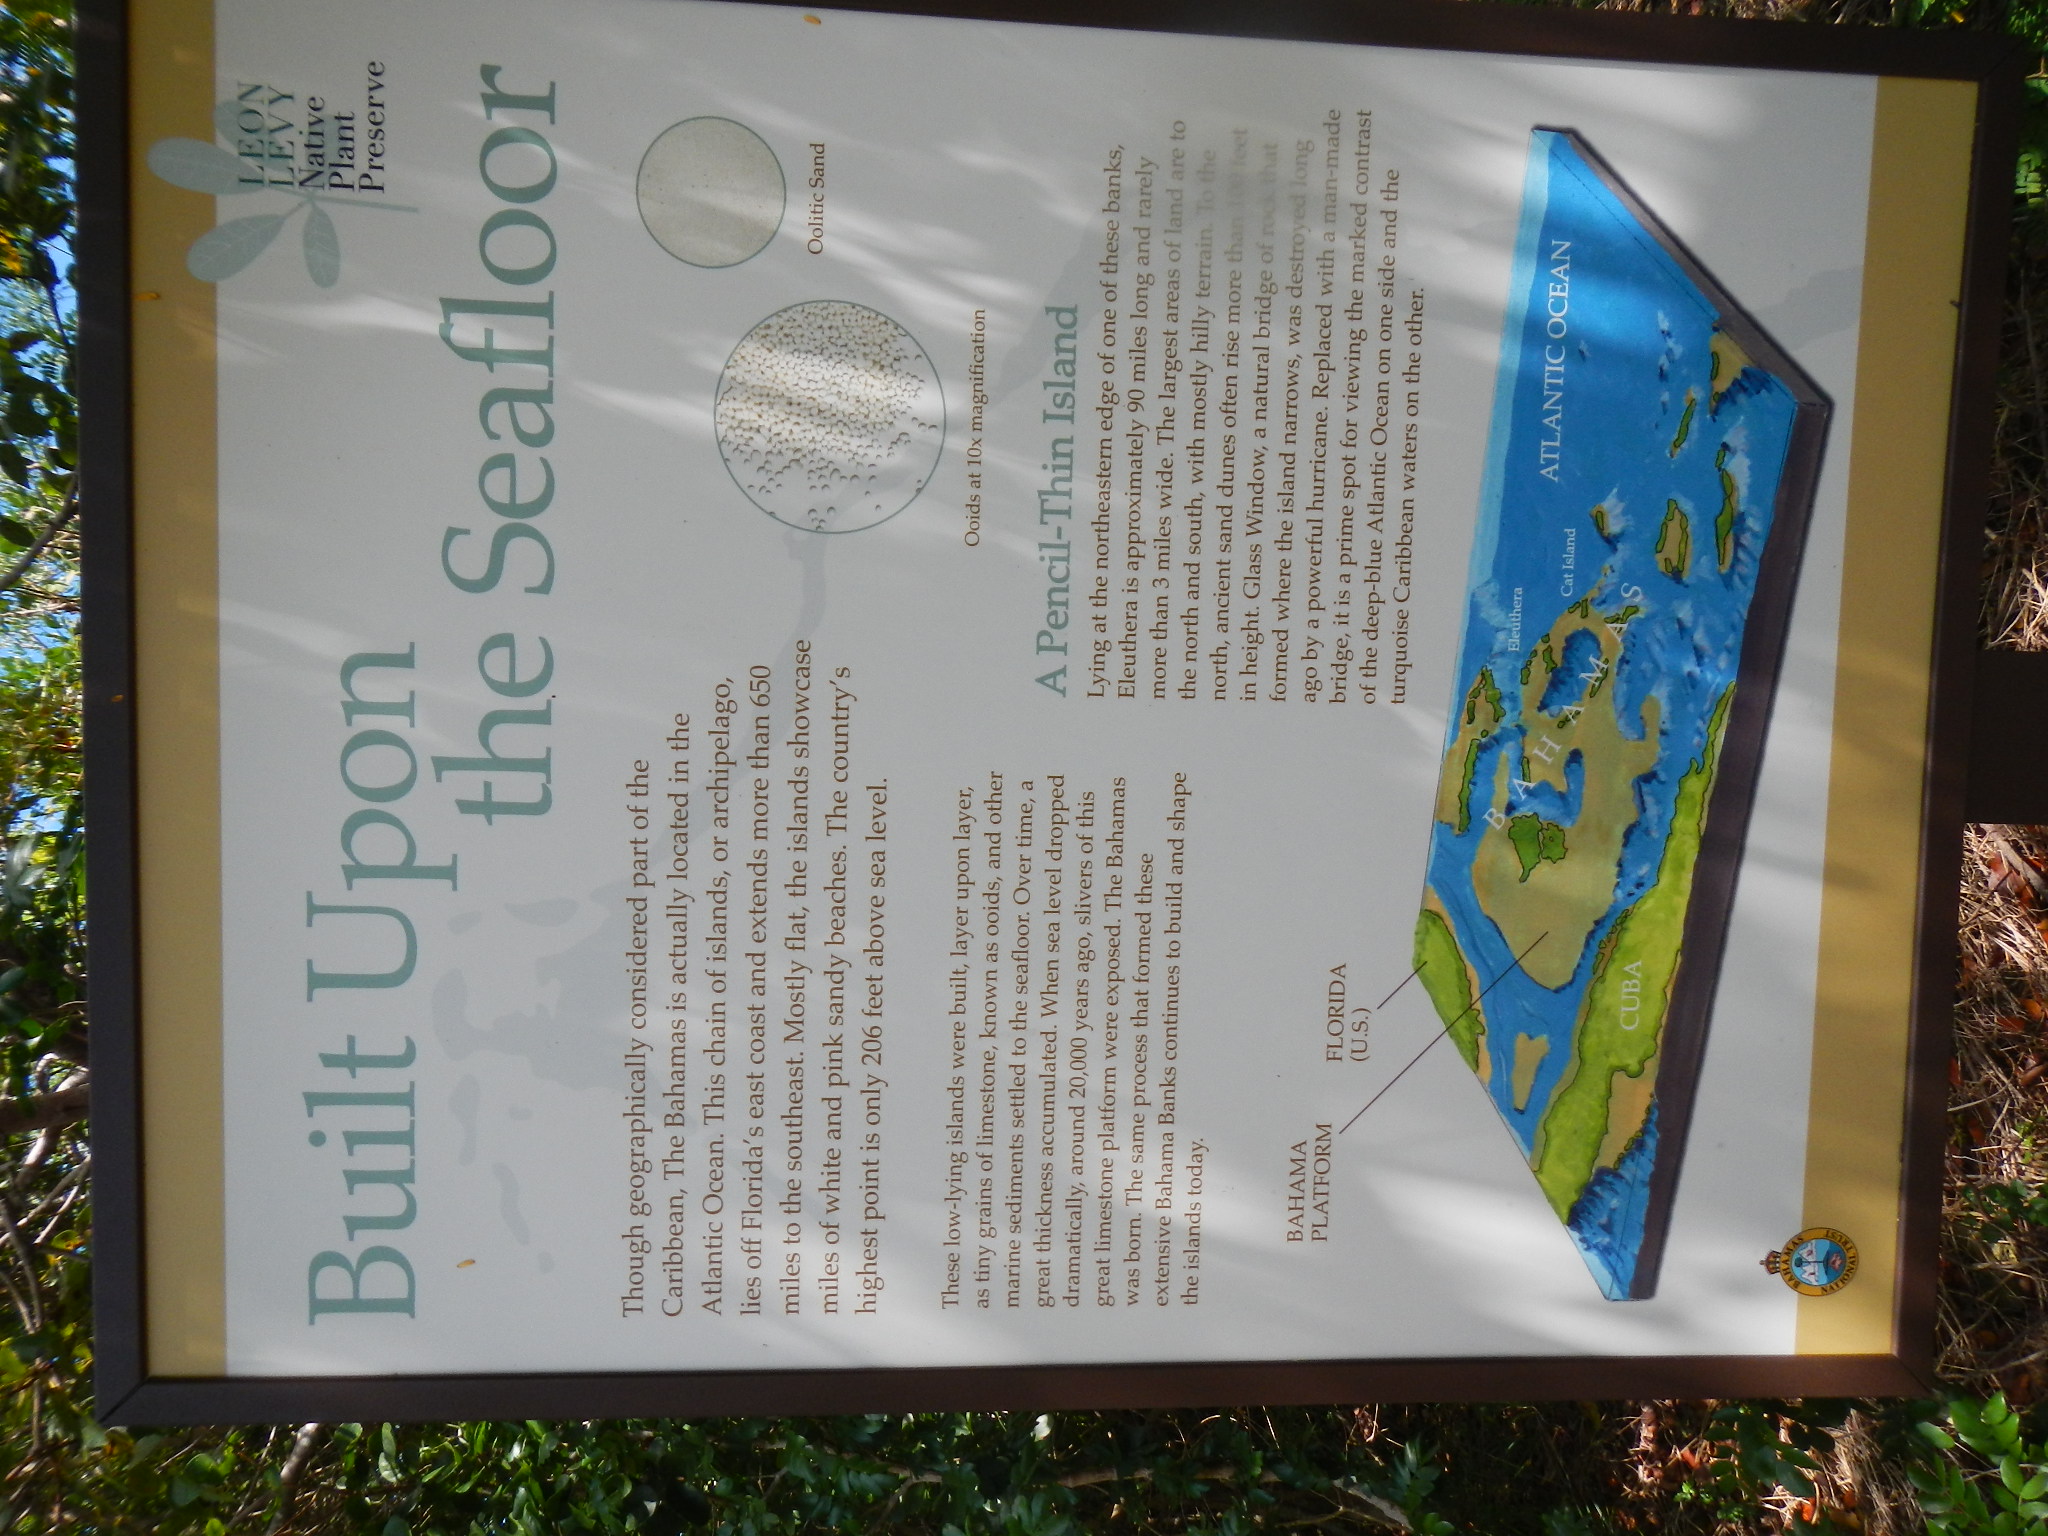 LEON
LEVY
Native
Plant
Preserve
Built Upon
the Seafloor
Though geographically considered part of the
Caribbean, The Bahamas is actually located in the
Atlantic Ocean. This chain of islands, or archipelago,
lies off Florida's east coast and extends more than 650
miles to the southeast. Mostly flat, the islands showcase
miles of white and pink sandy beaches. The country's
highest point is only 206 feet above sea level.
Oolitic Sand
Ooids at 10x magnification
These low-lying islands were built, layer upon layer,
as tiny grains of limestone, known as ooids, and other
marine sediments settled to the seafloor. Over time, a
great thickness accumulated. When sea level dropped
dramatically, around 20,000 years ago, slivers of this
great limestone platform were exposed. The Bahamas
was born. The same process that formed these
extensive Bahama Banks continues to build and shape
the islands today.
A Pencil-Thin Island
Lying at the northeastern edge of one of these banks,
Eleuthera is approximately 90 miles long and rarely
more than 3 miles wide. The largest areas of land are to
the north and south, with mostly hilly terrain. To the
north, ancient sand dunes often rise more than feet
in height. Glass Window, a natural bridge of rock that
formed where the island narrows, was destroyed long
ago by a powerful hurricane. Replaced with a man-made
bridge, it is a prime spot for viewing the marked contrast
of the deep-blue Atlantic Ocean on one side and the
turquoise Caribbean waters on the other.
BAHAMA
PLATFORM
FLORIDA
(U.S.)
CUBA
BAHAMAS
Eleuthera
Cat Island
ATLANTIC OCEAN
BAHAMAS
NATIONAL TRUST